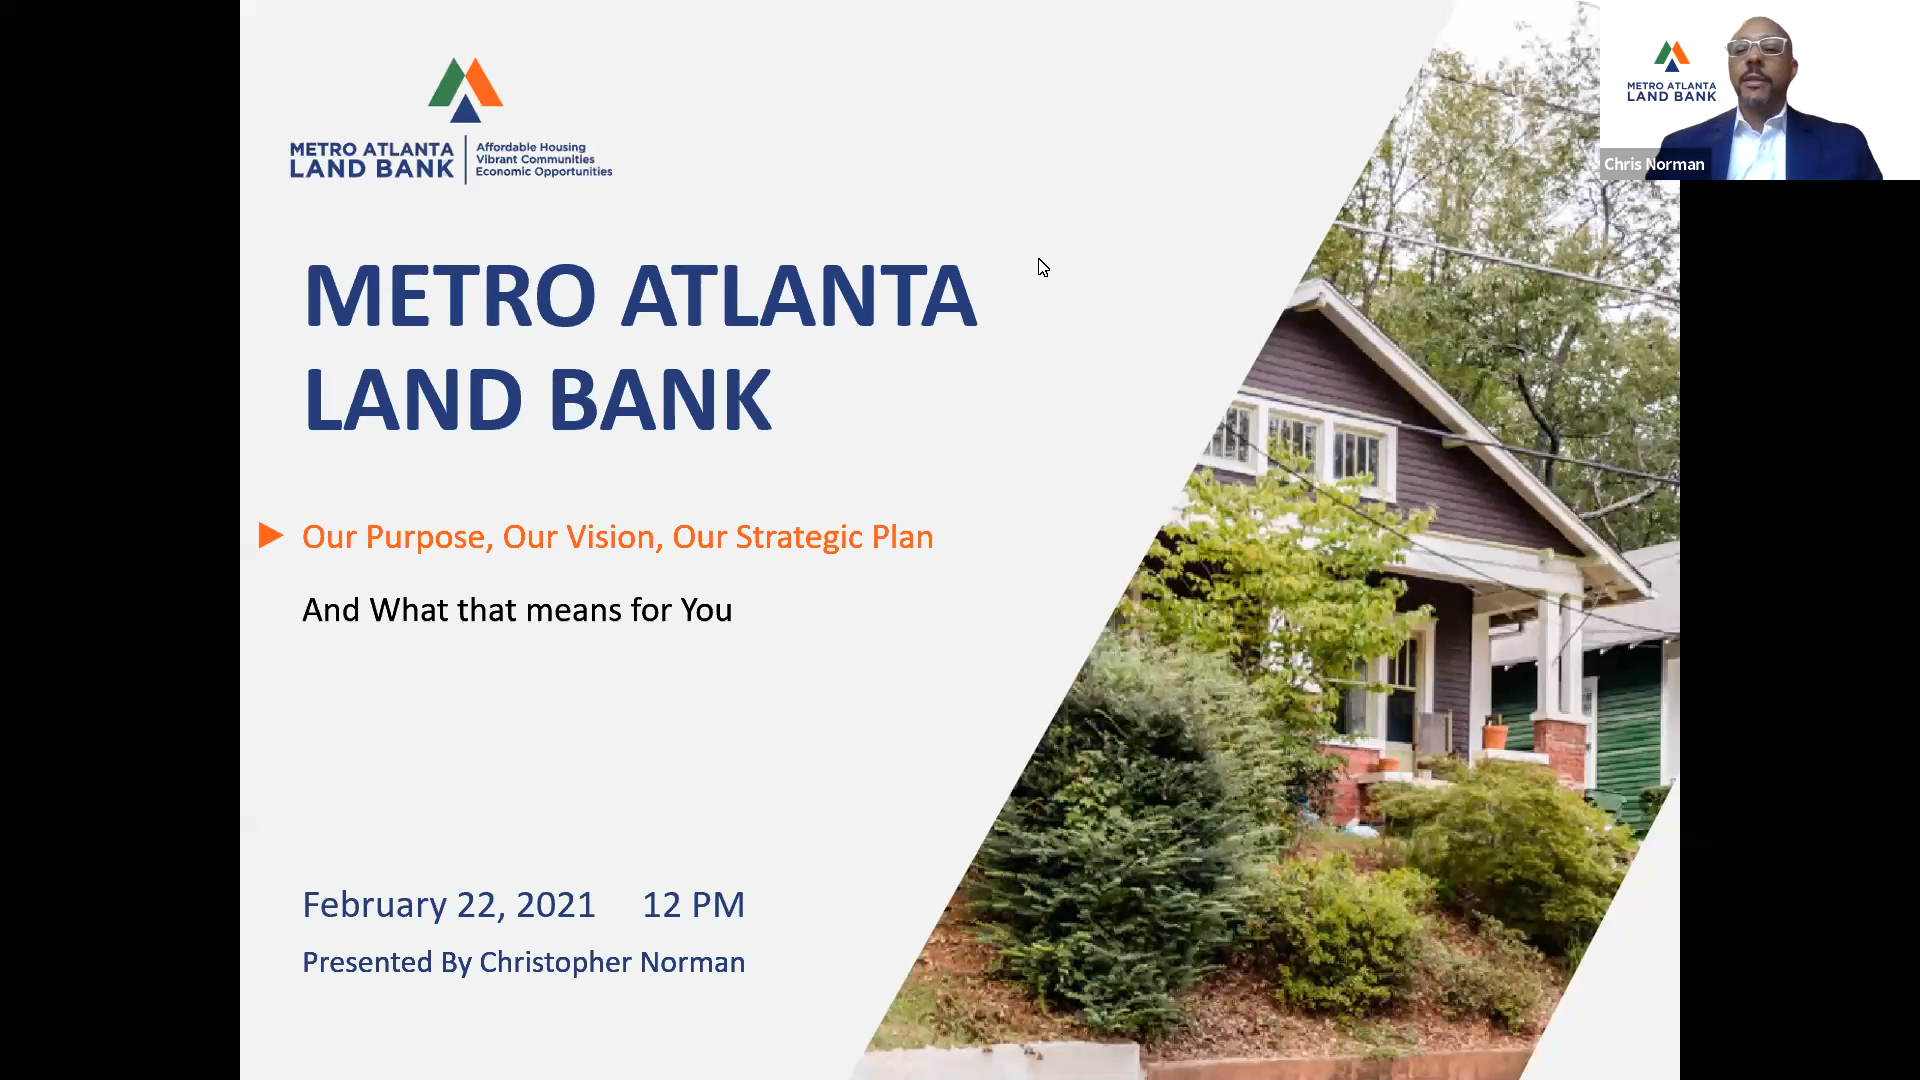 METRO ATLANTA
LAND BANK
Affordable Housing
Vibrant Communities
Economic Opportunities
METRO ATLANTA
LAND BANK
Our Purpose, Our Vision, Our Strategic Plan
And What that means for You
February 22, 2021 12 PM
Presented By Christopher Norman
METRO ATLANTA
LAND BANK
Chris Norman